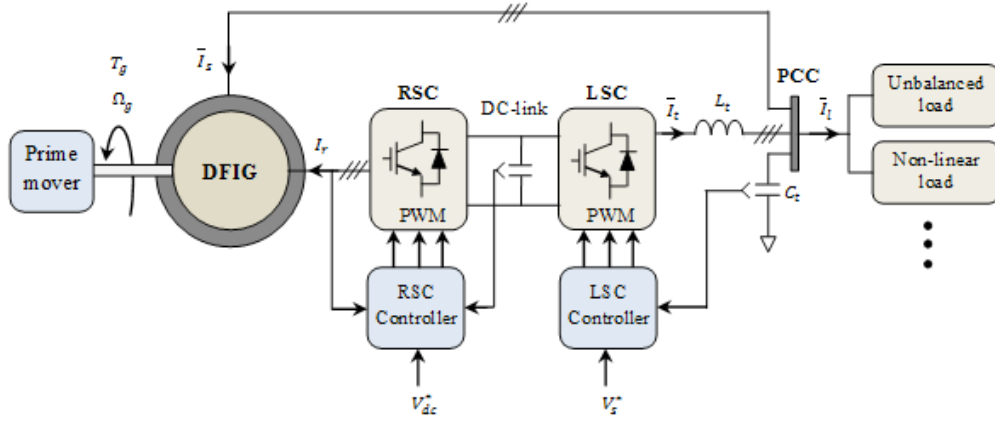 T_g
Ω_g
Ī_s
Prime
mover
DFIG
I_r
RSC
PWM
DC-link
LSC
PWM
Ī_t
L_t
PCC
Ī_l
C_t
Unbalanced
load
Non-linear
load
RSC
Controller
LSC
Controller
V*_dc
V*_s